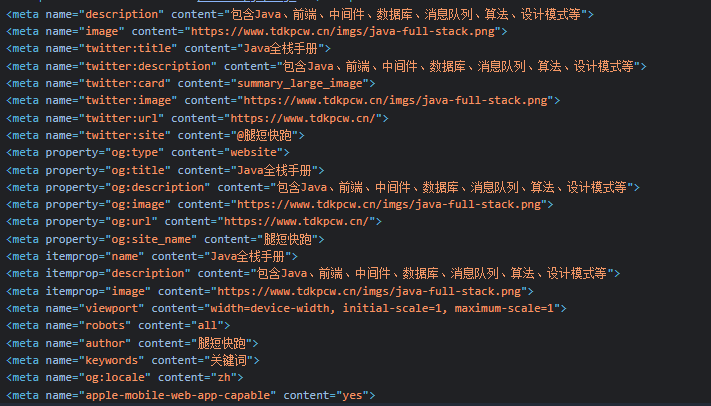 <meta name="description" content="包含Java、前端、中间件、数据库、消息队列、算法、设计模式等">
<meta name="image" content="https://www.tdkpcw.cn/imgs/java-full-stack.png">
<meta name="twitter:title" content="Java全栈手册">
<meta name="twitter:description" content="包含Java、前端、中间件、数据库、消息队列、算法、设计模式等">
<meta name="twitter:card" content="summary_large_image">
<meta name="twitter:image" content="https://www.tdkpcw.cn/imgs/java-full-stack.png">
<meta name="twitter:url" content="https://www.tdkpcw.cn/">
<meta name="twitter:site" content="@腿短快跑">
<meta property="og:type" content="website">
<meta property="og:title" content="Java全栈手册">
<meta property="og:description" content="包含Java、前端、中间件、数据库、消息队列、算法、设计模式等">
<meta property="og:image" content="https://www.tdkpcw.cn/imgs/java-full-stack.png">
<meta property="og:url" content="https://www.tdkpcw.cn/">
<meta property="og:site_name" content="腿短快跑">
<meta itemprop="name" content="Java全栈手册">
<meta itemprop="description" content="包含Java、前端、中间件、数据库、消息队列、算法、设计模式等">
<meta itemprop="image" content="https://www.tdkpcw.cn/imgs/java-full-stack.png">
<meta name="viewport" content="width=device-width, initial-scale=1, maximum-scale=1">
<meta name="robots" content="all">
<meta name="author" content="腿短快跑">
<meta name="keywords" content="关键词">
<meta name="og:locale" content="zh">
<meta name="apple-mobile-web-app-capable" content="yes">